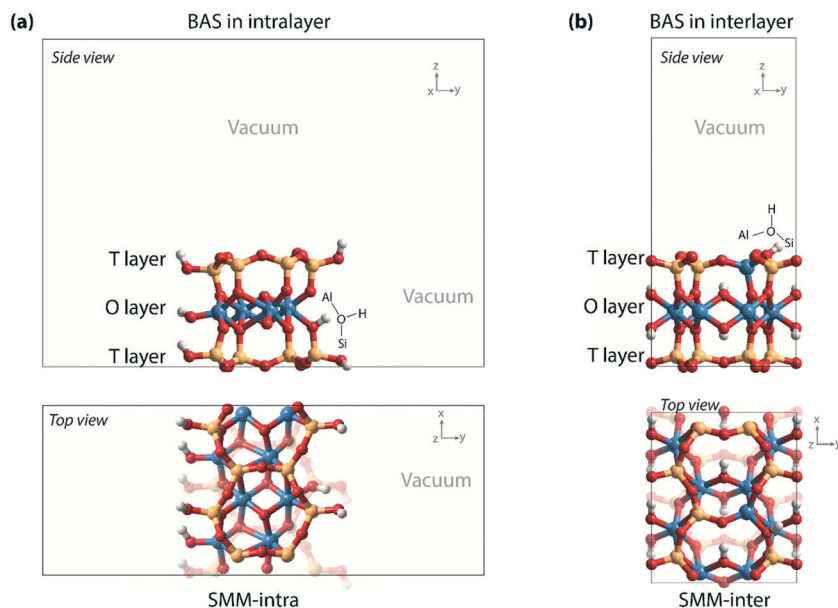 (a)
BAS in intralayer
Side view
z
x
y
Vacuum
T layer
O layer
T layer
Al
O
H
Si
Vacuum
Top view
x
z
y
Vacuum
SMM-intra
(b)
BAS in interlayer
Side view
z
x
y
Vacuum
H
Al
O
Si
T layer
O layer
T layer
Top view
x
z
y
SMM-inter